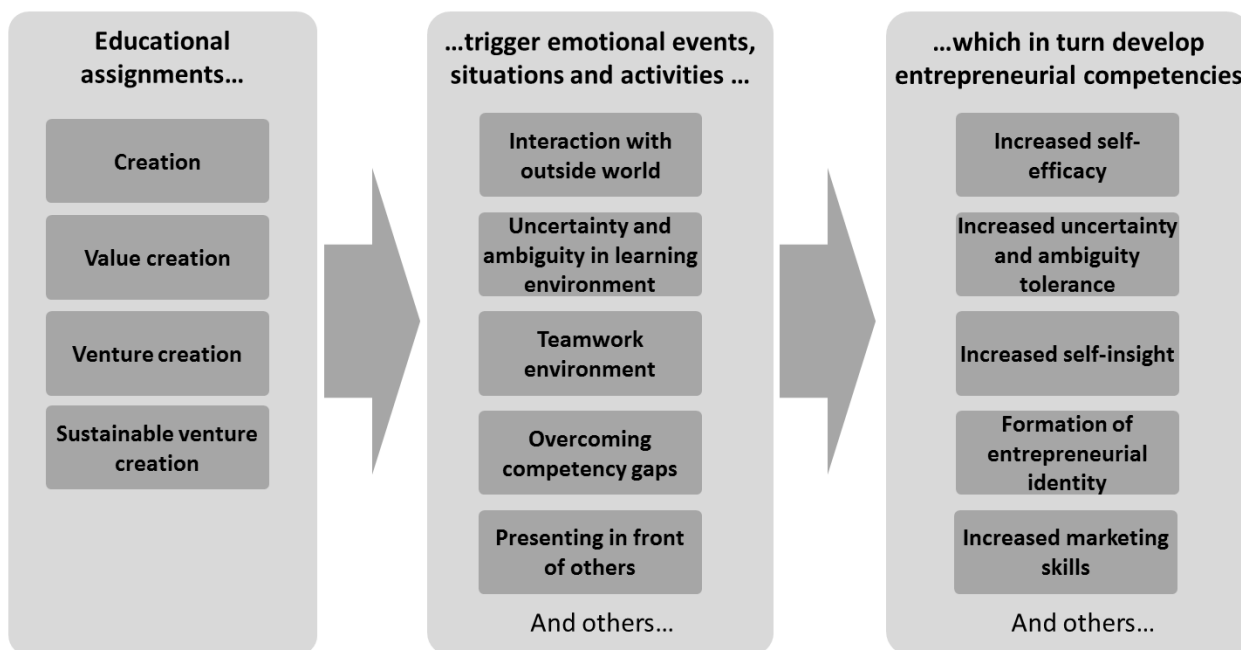 Educational
assignments…
Creation
Value creation
Venture creation
Sustainable venture
creation
…trigger emotional events,
situations and activities …
Interaction with
outside world
Uncertainty and
ambiguity in learning
environment
Teamwork
environment
Overcoming
competency gaps
Presenting in front
of others
And others…
…which in turn develop
entrepreneurial competencies
Increased self-
efficacy
Increased uncertainty
and ambiguity
tolerance
Increased self-insight
Formation of
entrepreneurial
identity
Increased marketing
skills
And others…